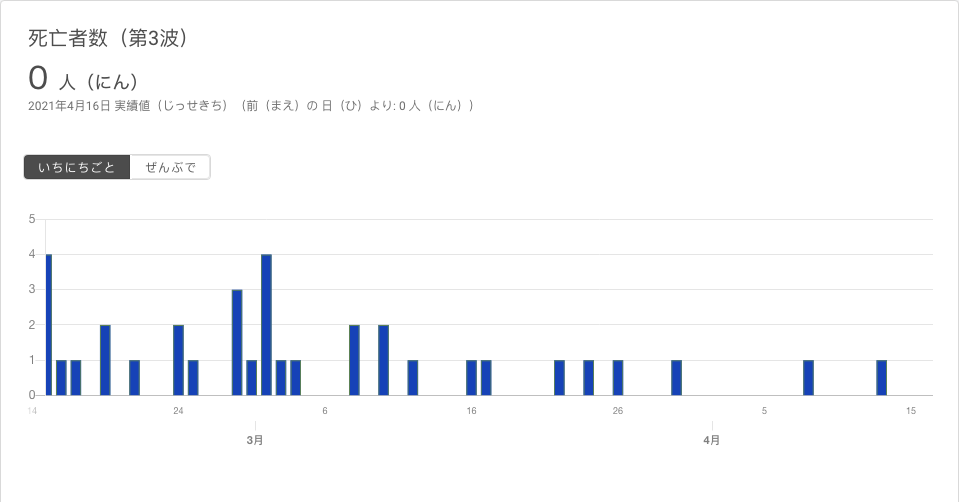 死亡者数（第3波）
0 人（にん）
2021年4月16日 実績値（じっせきち）（前（まえ）の 日（ひ）より: 0 人（にん））
いちにちごと ぜんぶで
5
4
3
2
1
0
14 24 6 16 26 5 15
3月 4月